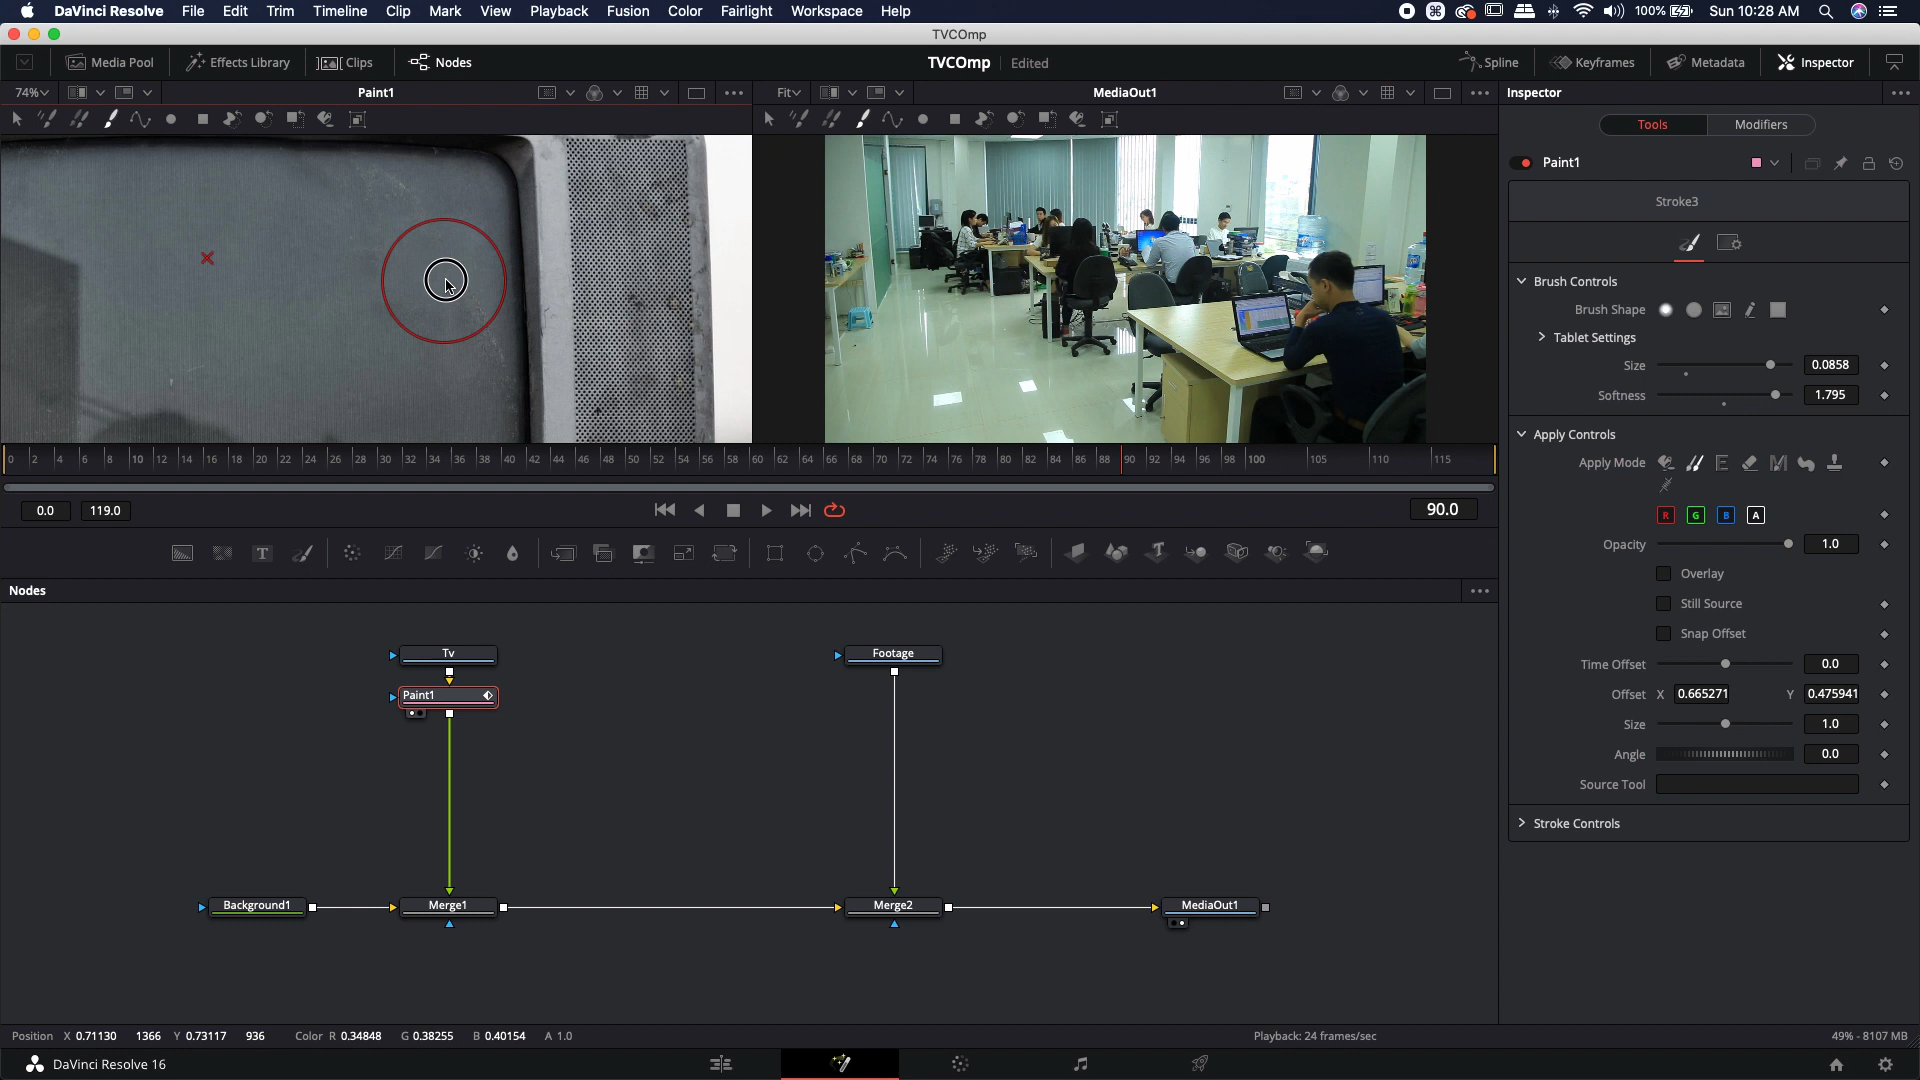 DaVinci Resolve File Edit Trim Timeline Clip Mark View Playback Fusion Color Fairlight Workspace Help 100% Sun 10:28 AM
TVCOmp
Media Pool Effects Library Clips Nodes TVCOmp Edited Spline Keyframes Metadata Inspector
74% Paint1 Fit MediaOut1 Inspector
Tools Modifiers
Paint1
Stroke3
Brush Controls
Brush Shape
Tablet Settings
Size 0.0858
Softness 1.795
Apply Controls
0 2 4 6 8 10 12 14 16 18 20 22 24 26 28 30 32 34 36 38 40 42 44 46 48 50 52 54 56 58 60 62 64 66 68 70 72 74 76 78 80 82 84 86 88 90 92 94 96 98 100 105 110 115
Apply Mode
0.0 119.0 90.0
R G B A
Opacity 1.0
Overlay
Nodes
Still Source
Snap Offset
Tv Footage
Time Offset 0.0
Paint1
Offset X 0.665271 Y 0.475941
Size 1.0
Angle 0.0
Source Tool
Stroke Controls
Background1 Merge1 Merge2 MediaOut1
Position X 0.71130 1366 Y 0.73117 936 Color R 0.34848 G 0.38255 B 0.40154 A 1.0 Playback: 24 frames/sec 49% - 8107 MB
DaVinci Resolve 16